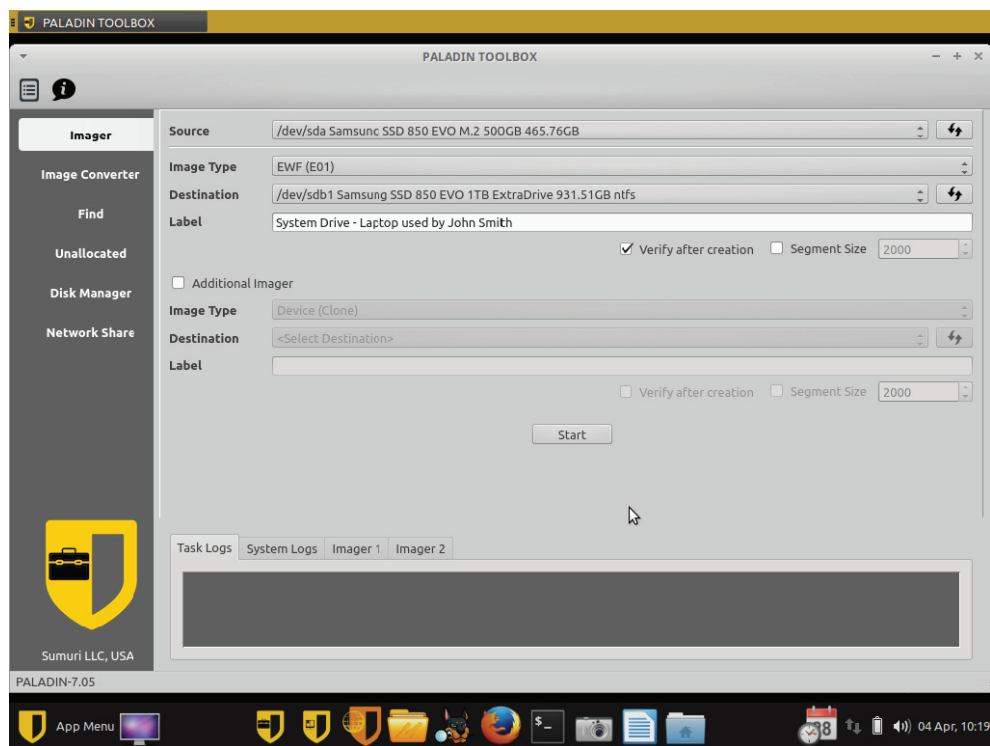 PALADIN TOOLBOX
PALADIN TOOLBOX
Imager
Image Converter
Find
Unallocated
Disk Manager
Network Share
Source /dev/sda Samsunc SSD 850 EVO M.2 500GB 465.76GB
Image Type EWF (E01)
Destination /dev/sdb1 Samsung SSD 850 EVO 1TB ExtraDrive 931.51GB ntfs
Label System Drive - Laptop used by John Smith
Verify after creation Segment Size 2000
Additional Imager
Image Type Device (Clone)
Destination <Select Destination>
Label
Verify after creation Segment Size 2000
Start
Task Logs System Logs Imager 1 Imager 2
Sumuri LLC, USA
PALADIN-7.05
App Menu 04 Apr, 10:19